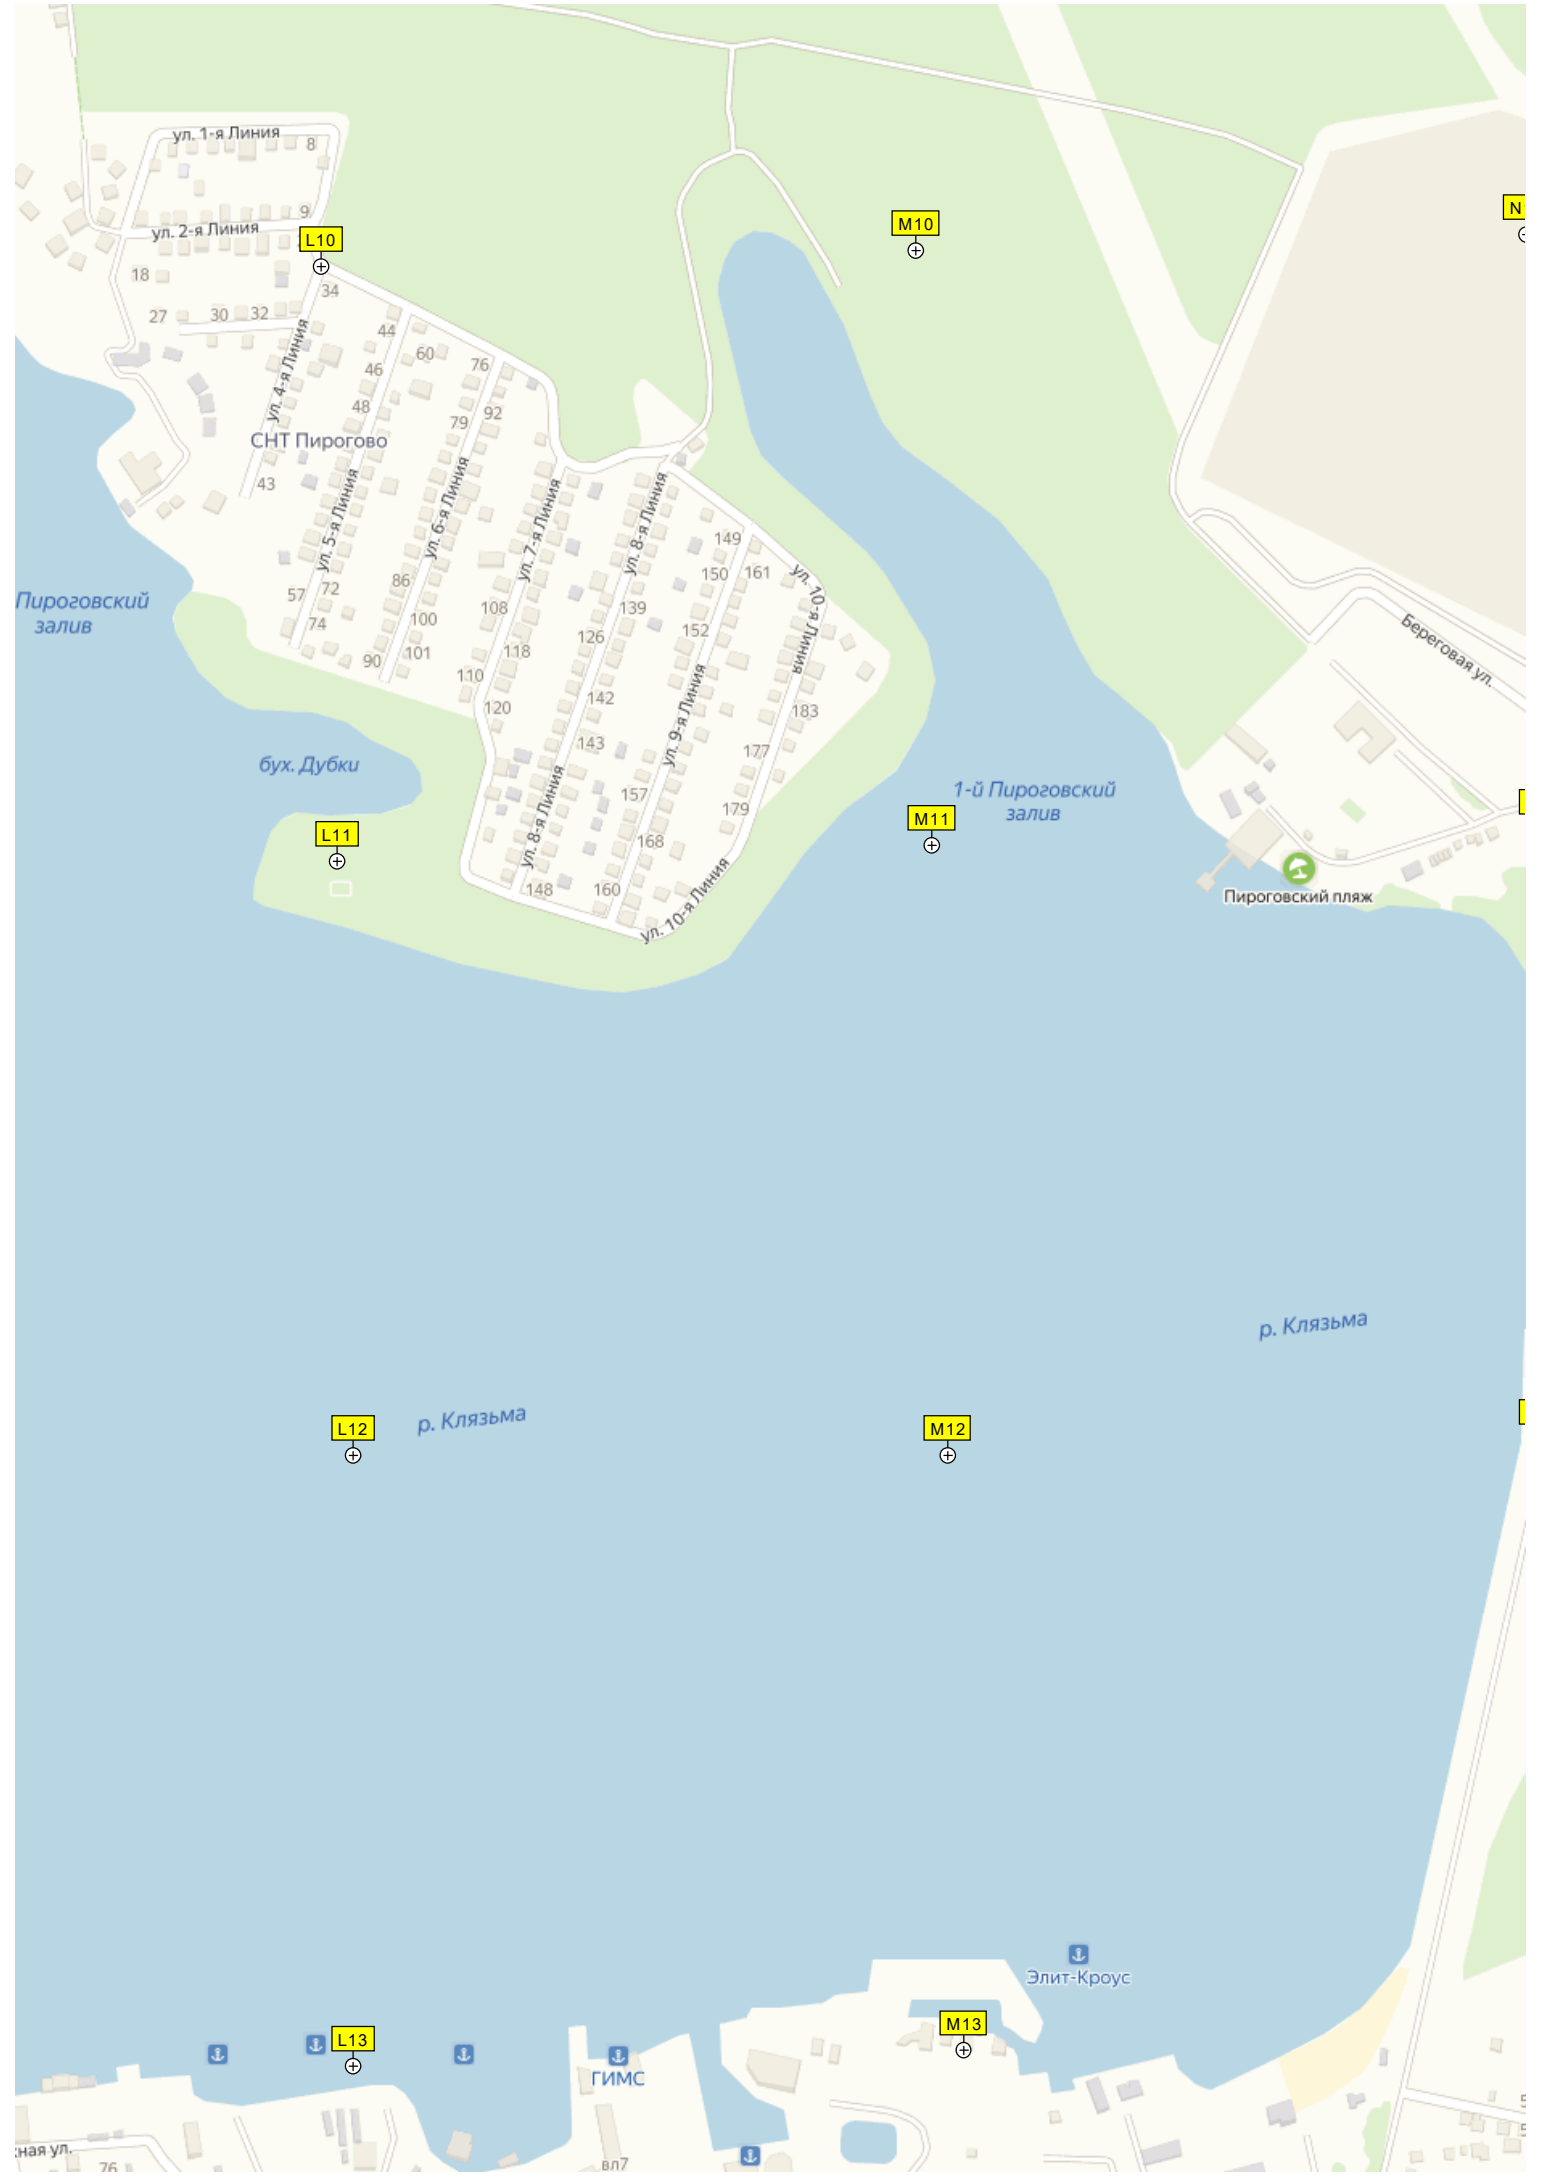 ул. 1-я Линия
8
9
ул. 2-я Линия
L10
M10
N
18
34
27
30
32
44
60
76
46
48
92
79
ул. 4-я Линия
СНТ Пирогово
43
ул. 5-я Линия
ул. 6-я Линия
ул. 7-я Линия
ул. 8-я Линия
149
150
161
ул. 10-я Линия
57
72
86
74
100
108
139
Пироговский
залив
126
152
90
101
118
110
142
120
143
183
177
ул. 9-я Линия
Береговая ул.
бух. Дубки
157
179
1-й Пироговский
залив
L11
M11
ул. 8-я Линия
168
148
160
ул. 10-я Линия
Пироговский пляж
р. Клязьма
L12
р. Клязьма
M12
Элит-Кроус
L13
M13
ГИМС
жная ул.
76
вл7